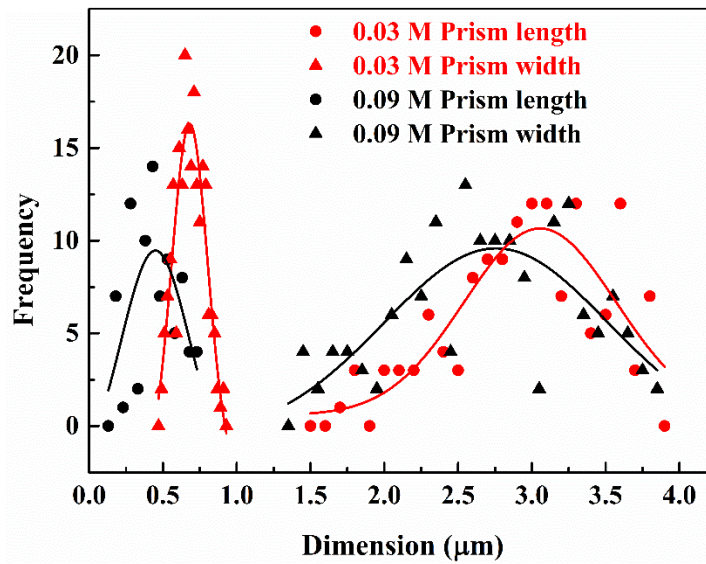 0.03 M Prism length
0.03 M Prism width
0.09 M Prism length
0.09 M Prism width
Frequency
20
15
10
5
0
0.0 0.5 1.0 1.5 2.0 2.5 3.0 3.5 4.0
Dimension (μm)